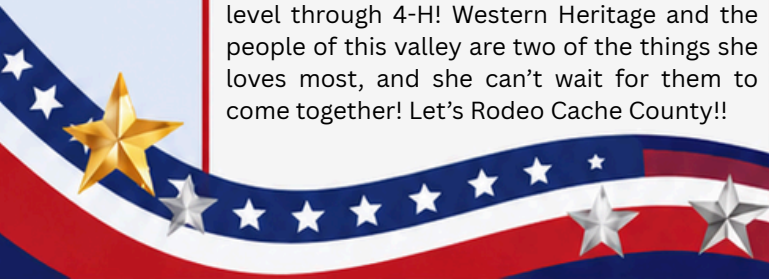 level through 4-H! Western Heritage and the
people of this valley are two of the things she
loves most, and she can’t wait for them to
come together! Let’s Rodeo Cache County!!